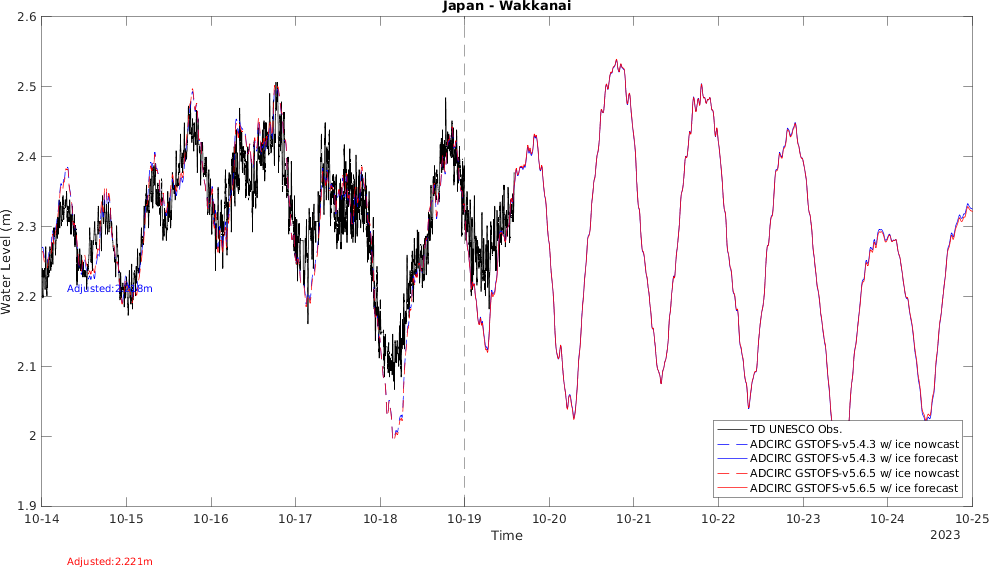 Japan - Wakkanai
2.6
2.5
2.4
2.3
2.2
2.1
2
1.9
Water Level (m)
10-14
10-15
10-16
10-17
10-18
10-19
10-20
10-21
10-22
10-23
10-24
10-25
Time
2023
TD UNESCO Obs.
ADCIRC GSTOFS-v5.4.3 w/ ice nowcast
ADCIRC GSTOFS-v5.4.3 w/ ice forecast
ADCIRC GSTOFS-v5.6.5 w/ ice nowcast
ADCIRC GSTOFS-v5.6.5 w/ ice forecast
Adjusted:2.221m